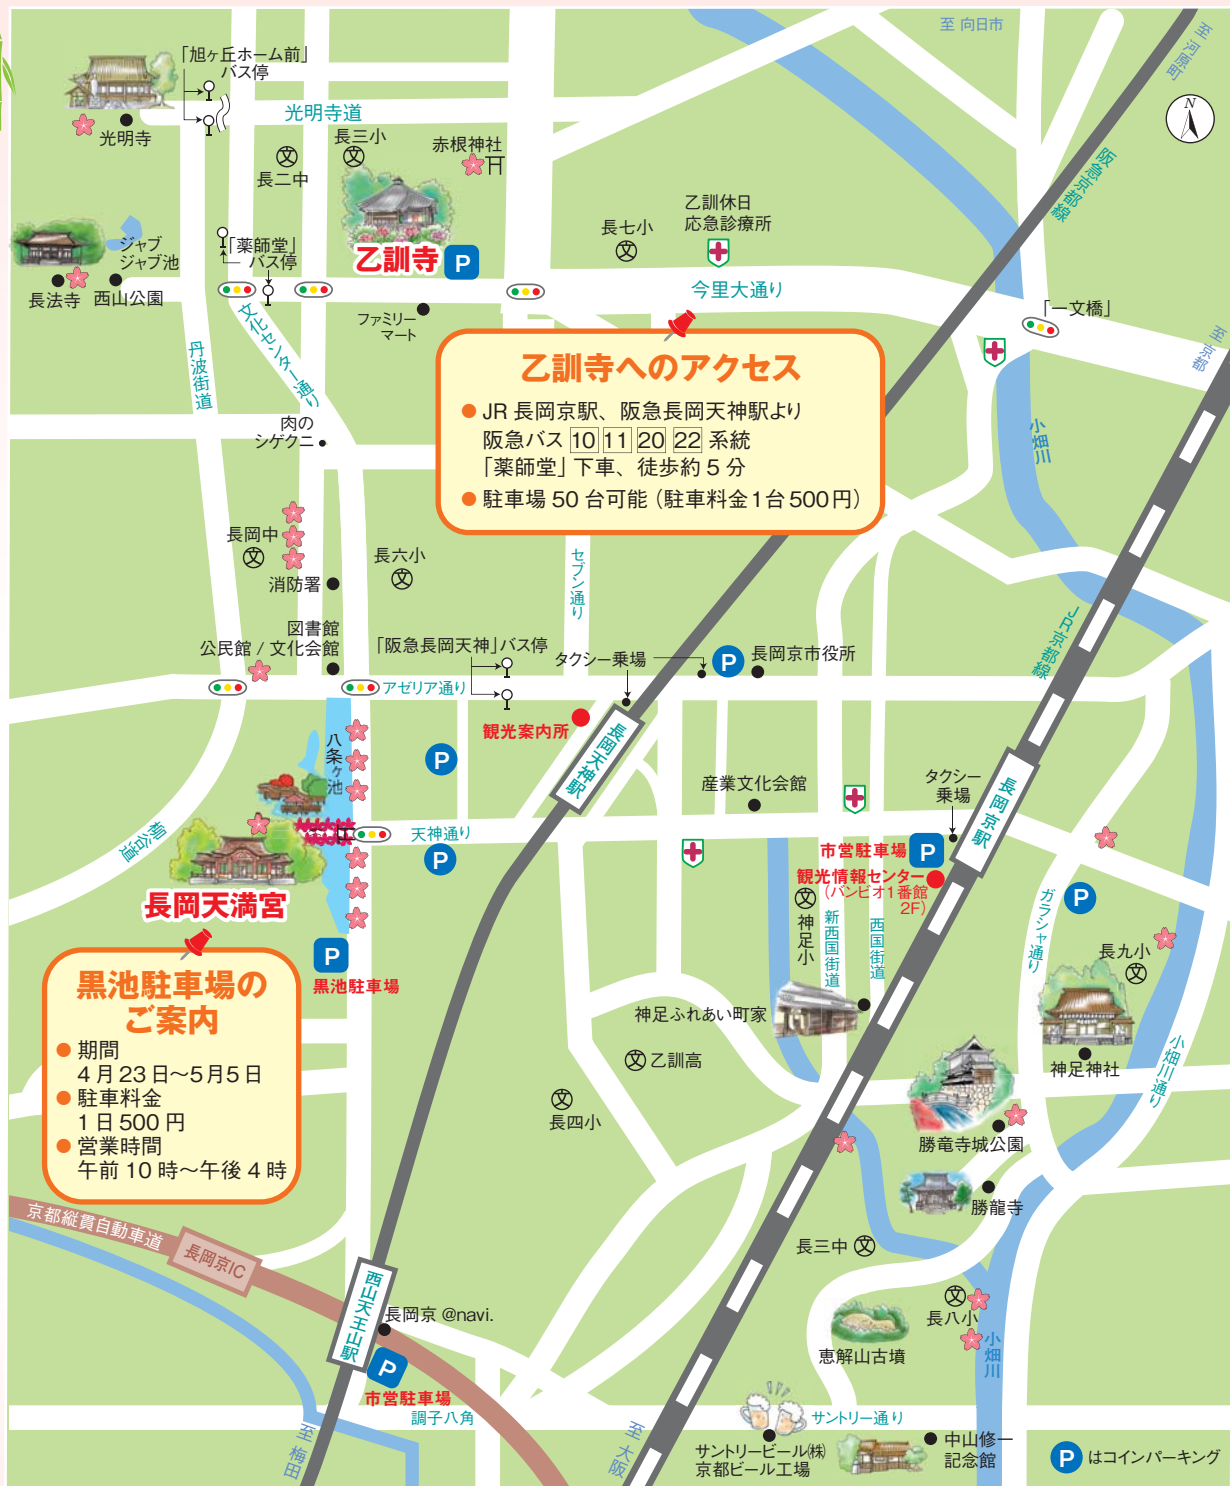 至 向日市
至 河原町
N
「旭ヶ丘ホーム前」
バス停
光明寺
光明寺道
長二中
長三小
赤根神社
阪急京都線
乙訓休日
応急診療所
長七小
乙訓寺
P
「薬師堂」
バス停
ジャブ
ジャブ池
長法寺
西山公園
今里大通り
「一文橋」
ファミリー
マート
至 京都
丹波街道
文化センター通り
乙訓寺へのアクセス
JR 長岡京駅、阪急長岡天神駅より
阪急バス 10 11 20 22 系統
「薬師堂」下車、徒歩約 5 分
駐車場 50 台可能（駐車料金1台 500円）
肉の
シゲクニ
小畑川
長岡中
長六小
消防署
セブン通り
図書館
公民館 / 文化会館
「阪急長岡天神」バス停
タクシー乗場
P
長岡京市役所
JR京都線
アゼリア通り
観光案内所
長岡天神駅
八条ヶ池
P
産業文化会館
タクシー
乗場
長岡京駅
天神通り
P
柳谷道
長岡天満宮
市営駐車場
P
観光情報センター
（バンビオ1番館
2F）
神足小
新西国街道
西国街道
ガラシャ通り
P
長九小
P
黒池駐車場
黒池駐車場の
ご案内
期間
4 月 23 日〜5月5 日
駐車料金
1 日 500 円
営業時間
午前 10 時〜午後 4 時
神足ふれあい町家
乙訓高
長四小
神足神社
小畑川通り
勝竜寺城公園
勝龍寺
長三中
長八小
小畑川
恵解山古墳
京都縦貫自動車道
長岡京IC
西山天王山駅
長岡京 @navi.
P
市営駐車場
調子八角
サントリー通り
至 梅田
至 大阪
サントリービール㈱
京都ビール工場
中山修一
記念館
P はコインパーキング